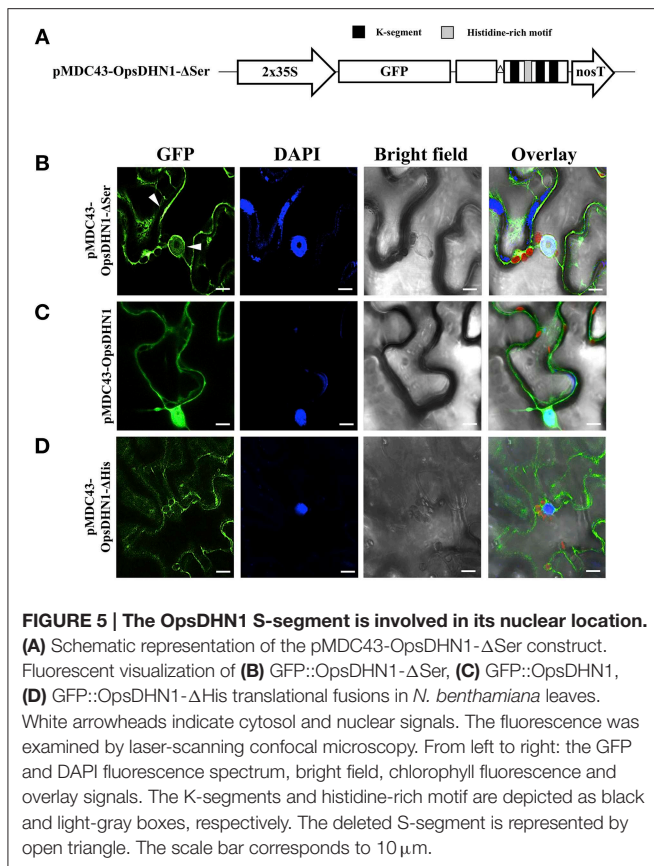 A
K-segment
Histidine-rich motif
pMDC43-OpsDHN1-ΔSer
2x35S
GFP
Δ
nosT
GFP
DAPI
Bright field
Overlay
B
pMDC43-
OpsDHN1-ΔSer
C
pMDC43-OpsDHN1
D
pMDC43-
OpsDHN1-ΔHis
FIGURE 5 | The OpsDHN1 S-segment is involved in its nuclear location.
(A) Schematic representation of the pMDC43-OpsDHN1-ΔSer construct.
Fluorescent visualization of (B) GFP::OpsDHN1-ΔSer, (C) GFP::OpsDHN1,
(D) GFP::OpsDHN1-ΔHis translational fusions in N. benthamiana leaves.
White arrowheads indicate cytosol and nuclear signals. The fluorescence was
examined by laser-scanning confocal microscopy. From left to right: the GFP
and DAPI fluorescence spectrum, bright field, chlorophyll fluorescence and
overlay signals. The K-segments and histidine-rich motif are depicted as black
and light-gray boxes, respectively. The deleted S-segment is represented by
open triangle. The scale bar corresponds to 10 μm.